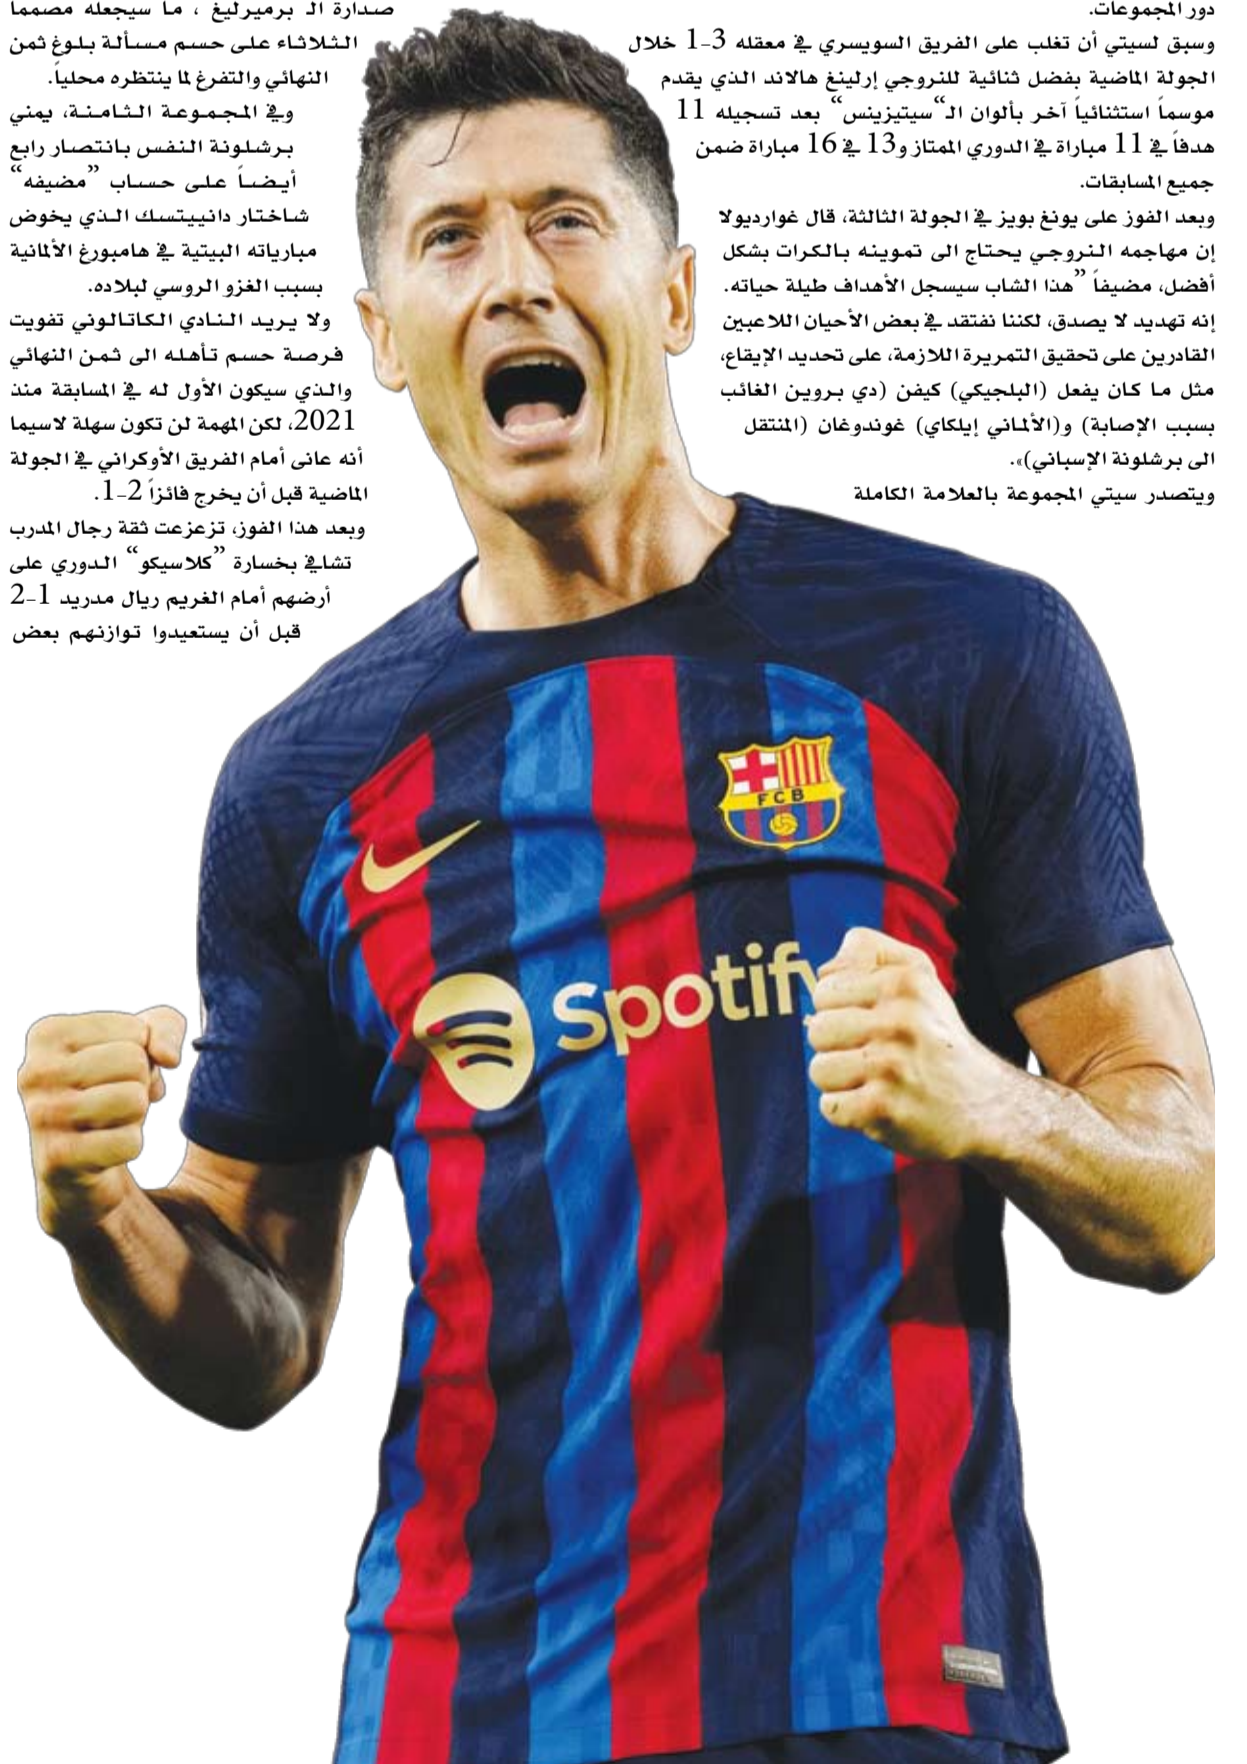 دور المجموعات.
وسبق لسيتي أن تغلب على الفريق السويسري في معقله 3-1 خلال
الجولة الماضية بفضل ثنائية للنروجي إرلينغ هالاند الذي يقدم
موسماً استثنائياً آخر بألوان الـ“سيتيزينس“ بعد تسجيله 11
هدفاً في 11 مباراة في الدوري الممتاز و13 في 16 مباراة ضمن
جميع المسابقات.
وبعد الفوز على يونغ بويز في الجولة الثالثة، قال غوارديولا
إن مهاجمه النروجي يحتاج الى تموينه بالكرات بشكل
أفضل، مضيفاً ”هذا الشاب سيسجل الأهداف طيلة حياته.
إنه تهديد لا يصدق، لكننا نفتقد في بعض الأحيان اللاعبين
القادرين على تحقيق التمريرة اللازمة، على تحديد الإيقاع،
مثل ما كان يفعل (البلجيكي) كيفن (دي بروين الغائب
بسبب الإصابة) و(الألماني إيلكاي) غوندوغان (المنتقل
الى برشلونة الإسباني)».
ويتصدر سيتي المجموعة بالعلامة الكاملة
صدارة الـ برميرليغ ، ما سيجعله مصمما
الثلاثاء على حسم مسألة بلوغ ثمن
النهائي والتفرغ لما ينتظره محلياً.
وفي المجموعة الثامنة، يمني
برشلونة النفس بانتصار رابع
أيضاً على حساب ”مضيفه“
شاختار دانييتسك الذي يخوض
مبارياته البيتية في هامبورغ الألمانية
بسبب الغزو الروسي لبلاده.
ولا يريد النادي الكاتالوني تفويت
فرصة حسم تأهله الى ثمن النهائي
والذي سيكون الأول له في المسابقة منذ
2021، لكن المهمة لن تكون سهلة لاسيما
أنه عانى أمام الفريق الأوكراني في الجولة
الماضية قبل أن يخرج فائزاً 2-1.
وبعد هذا الفوز، تزعزعت ثقة رجال المدرب
تشافي بخسارة ”كلاسيكو“ الدوري على
أرضهم أمام الغريم ريال مدريد 1-2
قبل أن يستعيدوا توازنهم بعض
FCB
Spotify